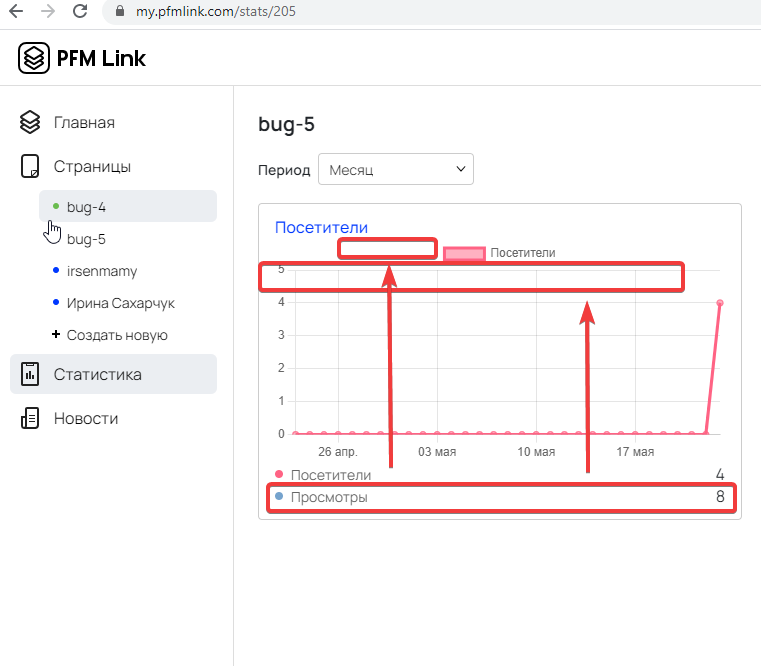 my.pfmlink.com/stats/205
PFM Link
Главная
Страницы
bug-4
bug-5
irsenmamy
Ирина Сахарчук
Создать новую
Статистика
Новости
bug-5
Период Месяц
Посетители
Посетители
5
4
3
2
1
0
26 апр. 03 мая 10 мая 17 мая
Посетители 4
Просмотры 8